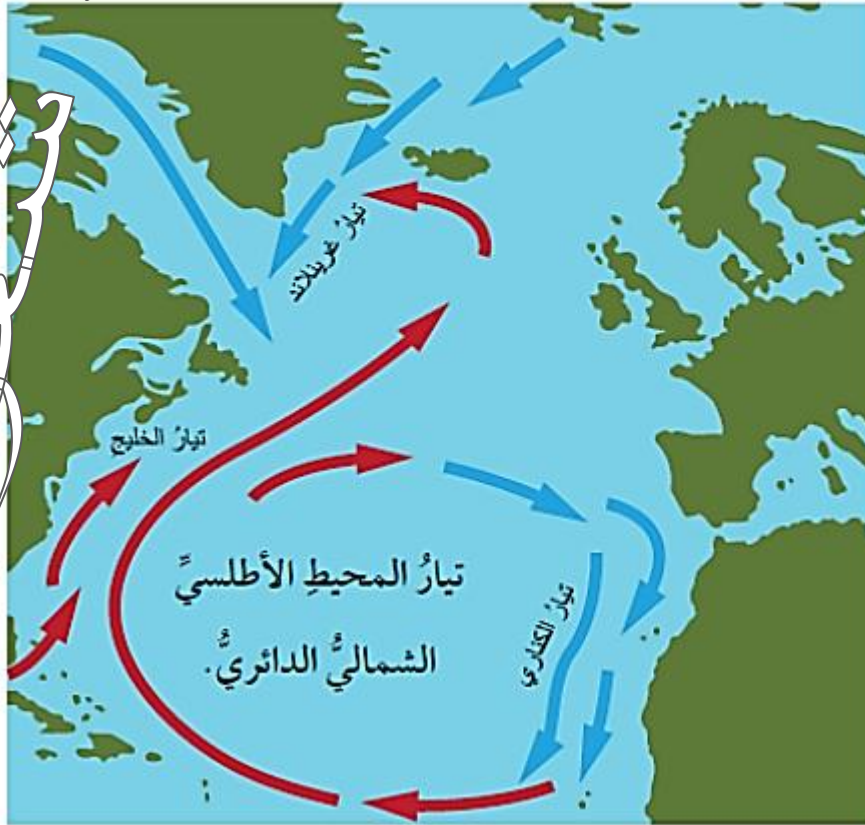 تيارُ غرينلاند
تيارُ الخليجِ
تيارُ المحيطِ الأطلسيِّ
الشماليُّ الدائريُّ.
تيارُ الكناري